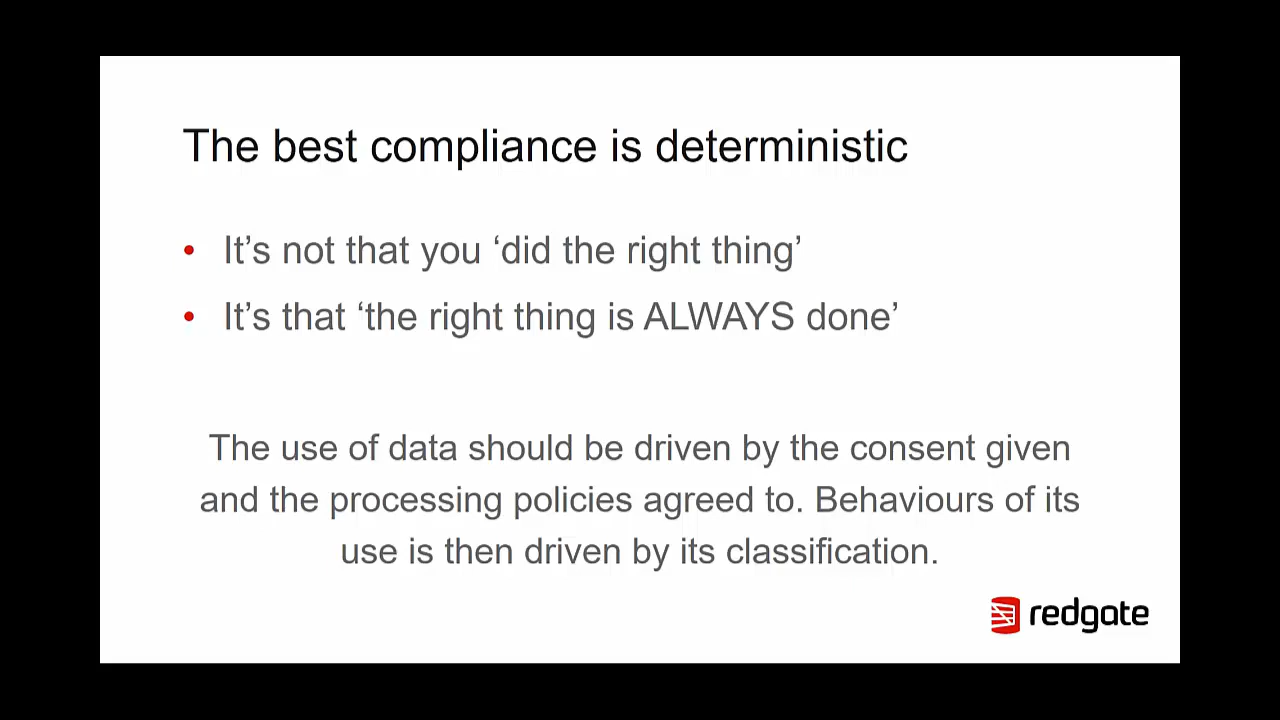 The best compliance is deterministic
• It’s not that you ‘did the right thing’
• It’s that ‘the right thing is ALWAYS done’
The use of data should be driven by the consent given
and the processing policies agreed to. Behaviours of its
use is then driven by its classification.
redgate